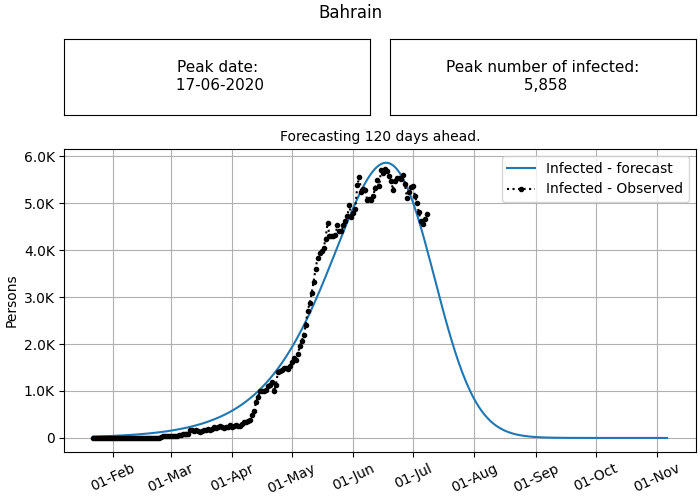 Bahrain
Peak date:
17-06-2020
Peak number of infected:
5,858
Forecasting 120 days ahead.
Infected - forecast
Infected - Observed
Persons
6.0K
5.0K
4.0K
3.0K
2.0K
1.0K
0
01-Feb
01-Mar
01-Apr
01-May
01-Jun
01-Jul
01-Aug
01-Sep
01-Oct
01-Nov